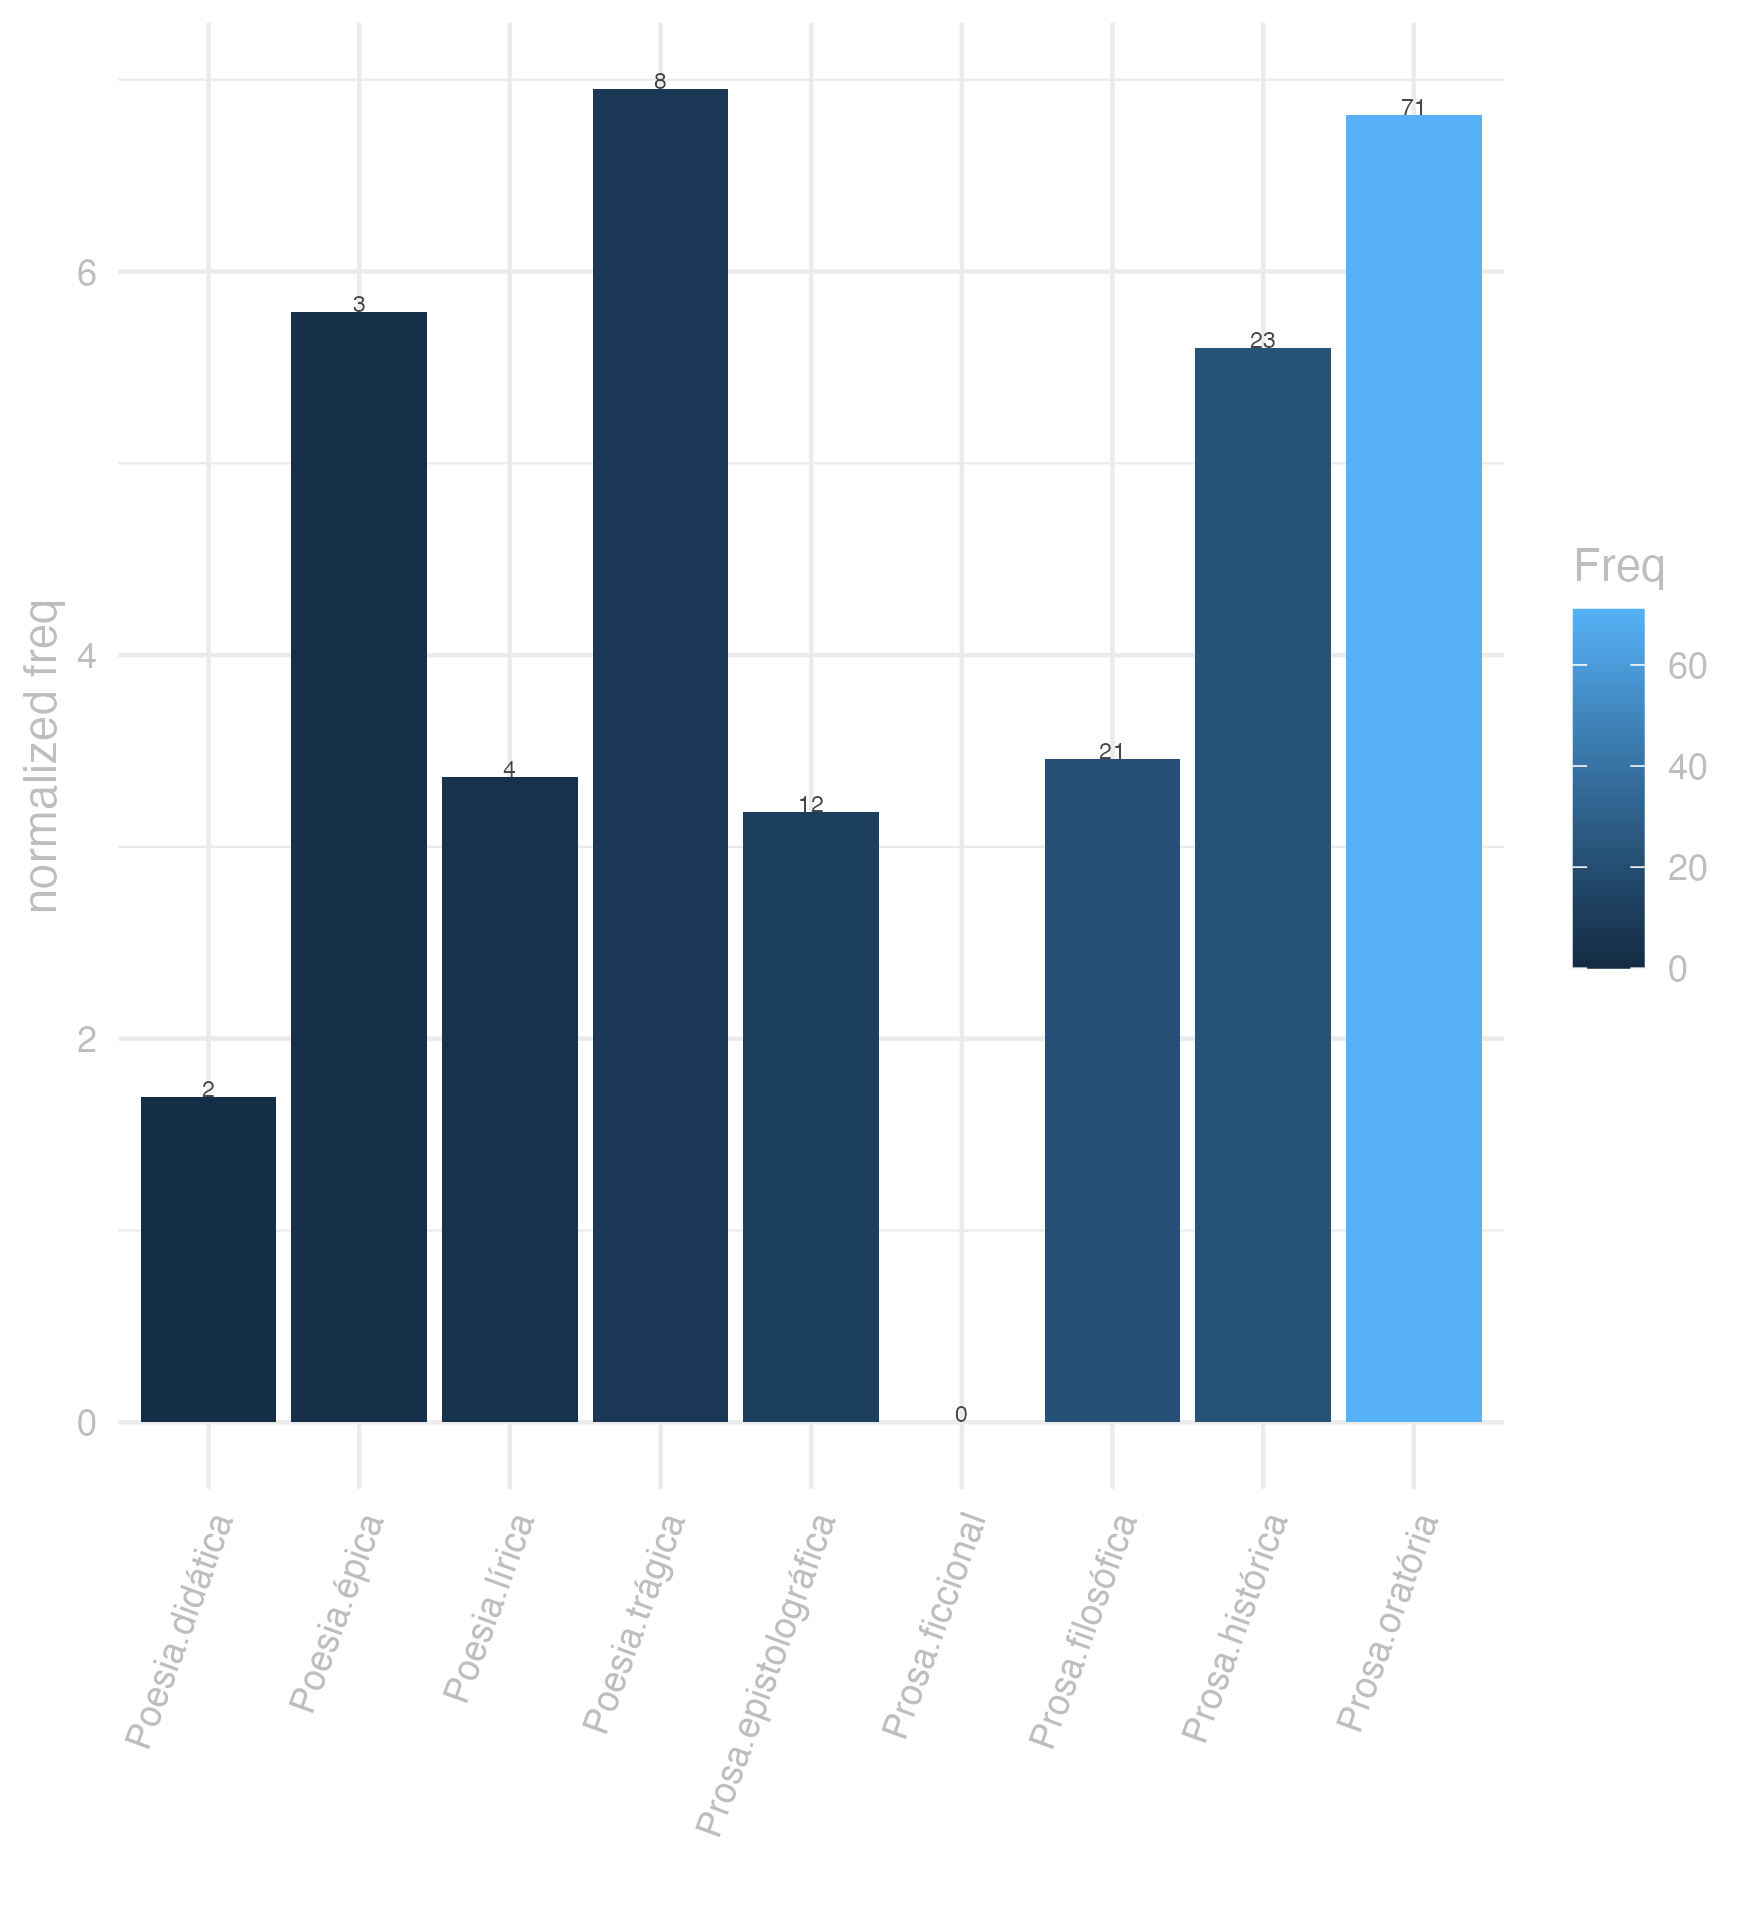 8
71
6
3
23
Freq
60
normalized freq
4
40
21
4
12
20
0
2
2
0
0
Poesia.didática
Poesia.épica
Poesia.lírica
Poesia.trágica
Prosa.epistolográfica
Prosa.ficcional
Prosa.filosófica
Prosa.histórica
Prosa.oratória